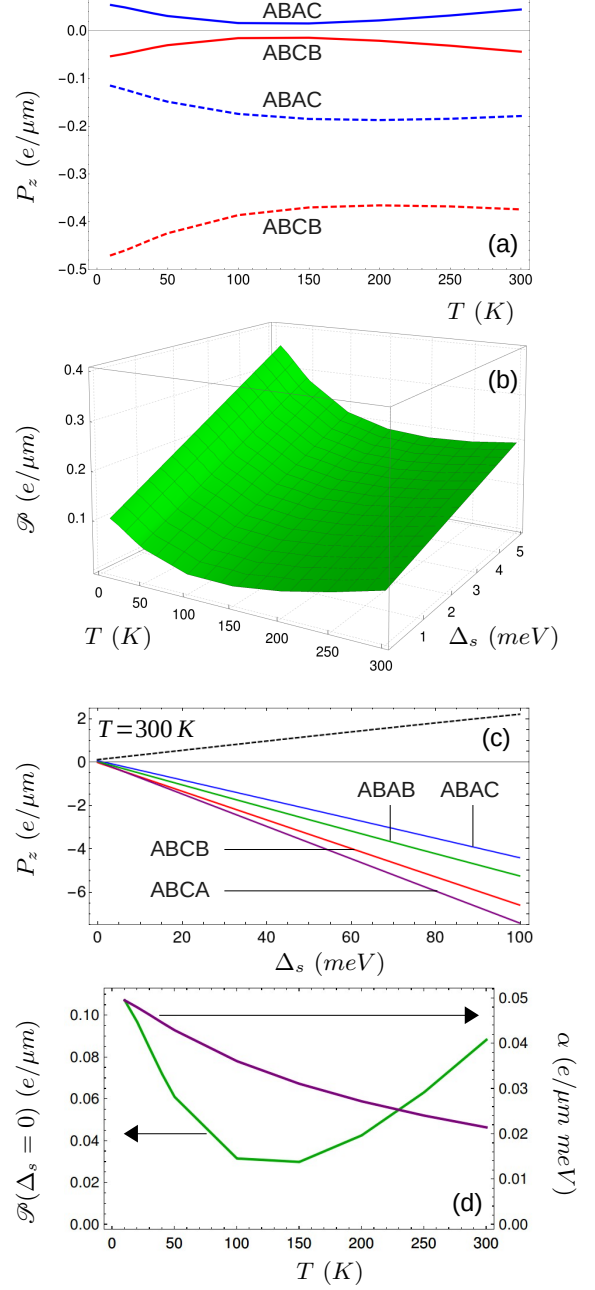 ABAC
0.0
ABCB
−0.1
ABAC
P_z (e/μm)
−0.2
−0.3
−0.4
ABCB
(a)
−0.5
0 50 100 150 200 250 300
T (K)
(b)
0.4
0.3
𝒫 (e/μm)
0.2
0.1
0 50 100 150 200 250 300
T (K)
1 2 3 4 5
Δ_s (meV)
T=300 K
(c)
2
0
P_z (e/μm)
ABAB ABAC
−2
−4
ABCB
ABCA
−6
0 20 40 60 80 100
Δ_s (meV)
0.10
0.08
0.06
0.04
0.02
0.00
𝒫(Δ_s = 0) (e/μm)
0.05
0.04
0.03
0.02
0.01
0.00
α (e/μm meV)
(d)
0 50 100 150 200 250 300
T (K)